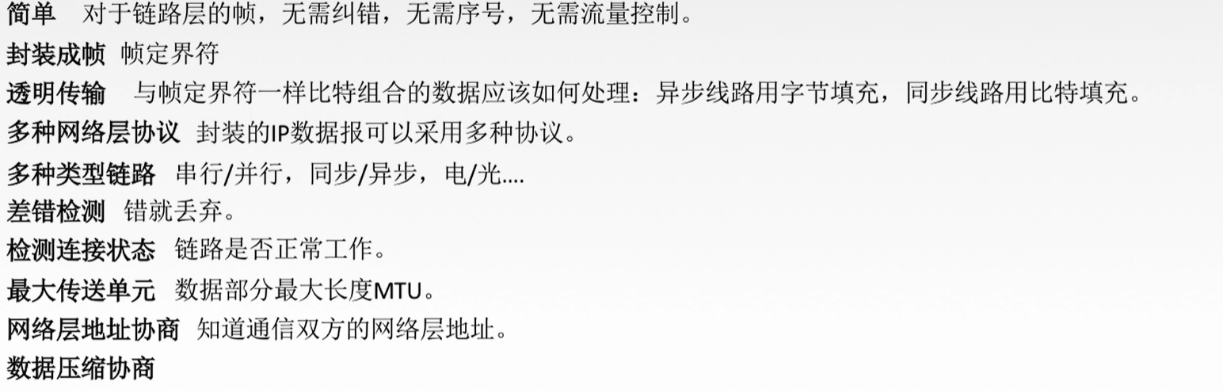 简单 对于链路层的帧，无需纠错，无需序号，无需流量控制。
封装成帧 帧定界符
透明传输 与帧定界符一样比特组合的数据应该如何处理：异步线路用字节填充，同步线路用比特填充。
多种网络层协议 封装的IP数据报可以采用多种协议。
多种类型链路 串行/并行，同步/异步，电/光....
差错检测 错就丢弃。
检测连接状态 链路是否正常工作。
最大传送单元 数据部分最大长度MTU。
网络层地址协商 知道通信双方的网络层地址。
数据压缩协商